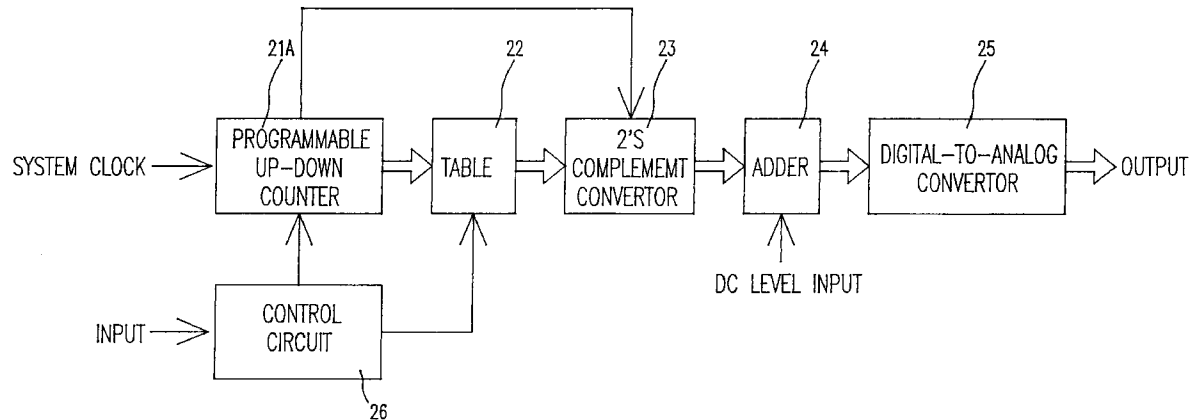 21A
22
23
24
25
SYSTEM CLOCK
PROGRAMMABLE
UP-DOWN
COUNTER
TABLE
2'S
COMPLEMEMT
CONVERTOR
ADDER
DIGITAL-TO-ANALOG
CONVERTOR
OUTPUT
DC LEVEL INPUT
INPUT
CONTROL
CIRCUIT
26